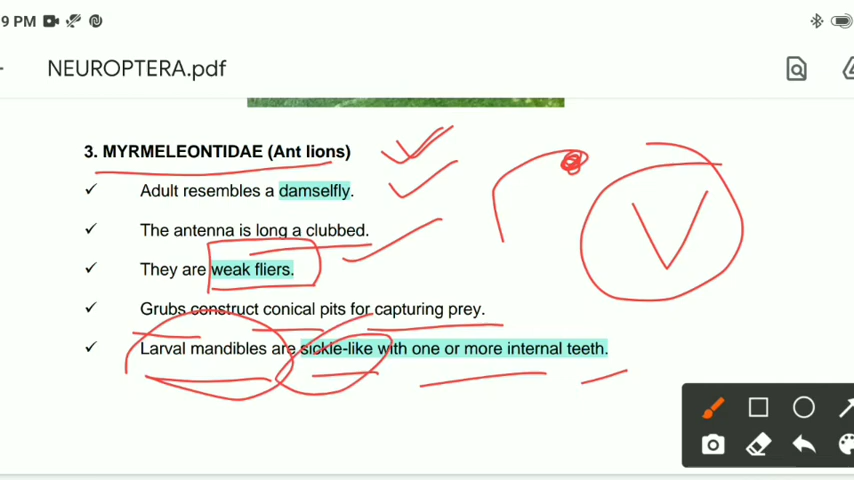 9 PM
NEUROPTERA.pdf
3. MYRMELEONTIDAE (Ant lions)
✓ Adult resembles a damselfly.
✓ The antenna is long a clubbed.
✓ They are weak fliers.
✓ Grubs construct conical pits for capturing prey.
✓ Larval mandibles are sickle-like with one or more internal teeth.
V